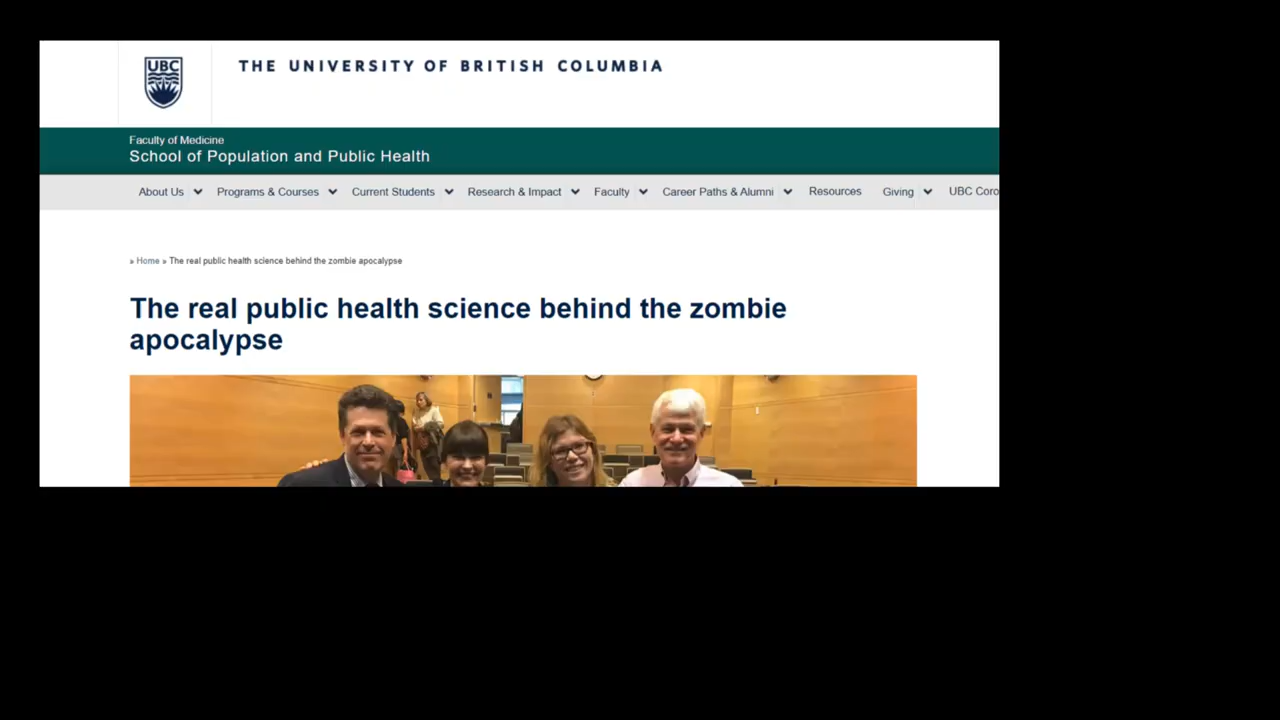 UBC
THE UNIVERSITY OF BRITISH COLUMBIA
Faculty of Medicine
School of Population and Public Health
About Us Programs & Courses Current Students Research & Impact Faculty Career Paths & Alumni Resources Giving UBC Coro
» Home » The real public health science behind the zombie apocalypse
The real public health science behind the zombie
apocalypse